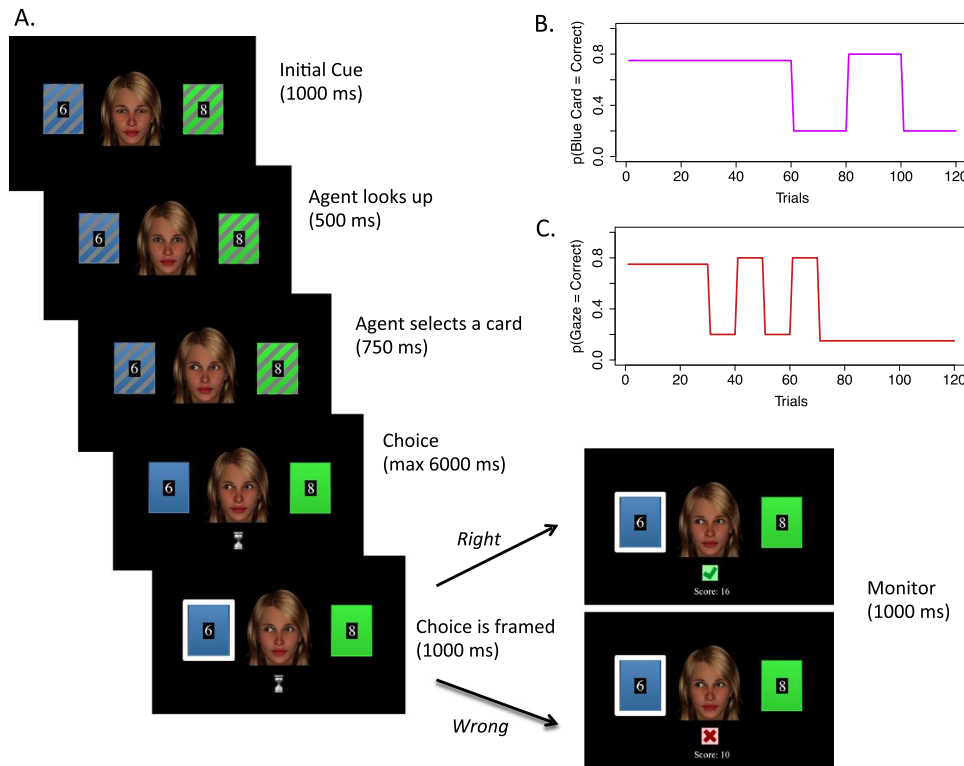 A.
Initial Cue
(1000 ms)
6
8
Agent looks up
(500 ms)
6
8
Agent selects a card
(750 ms)
6
8
Choice
(max 6000 ms)
6
8
Choice is framed
(1000 ms)
6
8
Right
Wrong
6
8
Score: 16
6
8
Score: 10
Monitor
(1000 ms)
B.
p(Blue Card = Correct)
0.8
0.4
0.0
0 20 40 60 80 100 120
Trials
C.
p(Gaze = Correct)
0.8
0.4
0.0
0 20 40 60 80 100 120
Trials